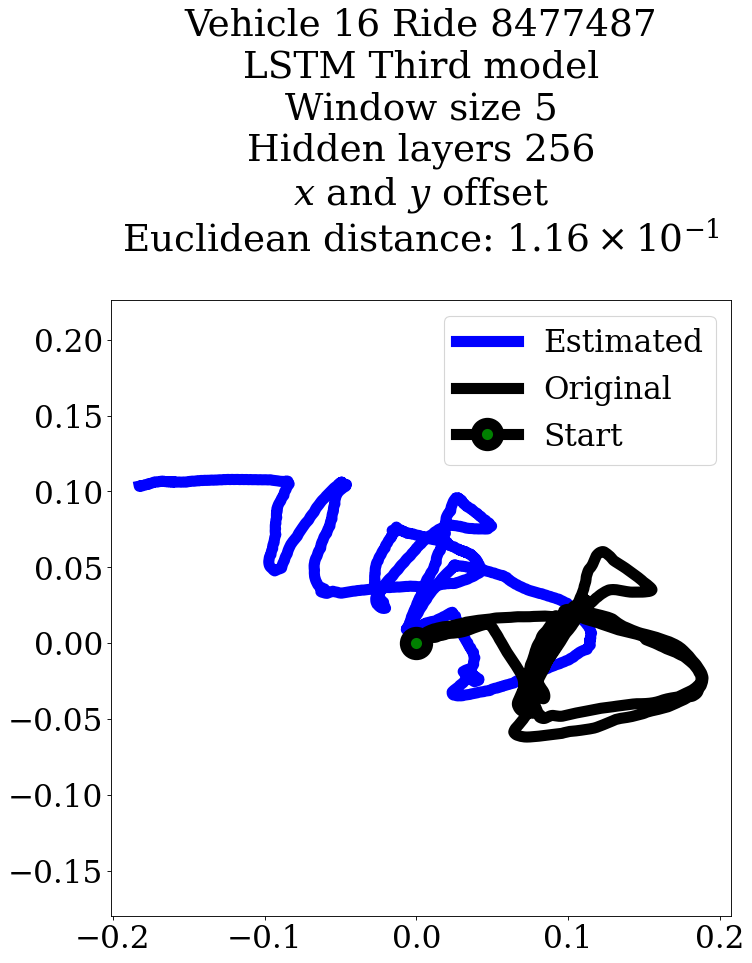 Vehicle 16 Ride 8477487
LSTM Third model
Window size 5
Hidden layers 256
x and y offset
Euclidean distance: 1.16 × 10⁻¹
Estimated
Original
Start
0.20
0.15
0.10
0.05
0.00
−0.05
−0.10
−0.15
−0.2 −0.1 0.0 0.1 0.2